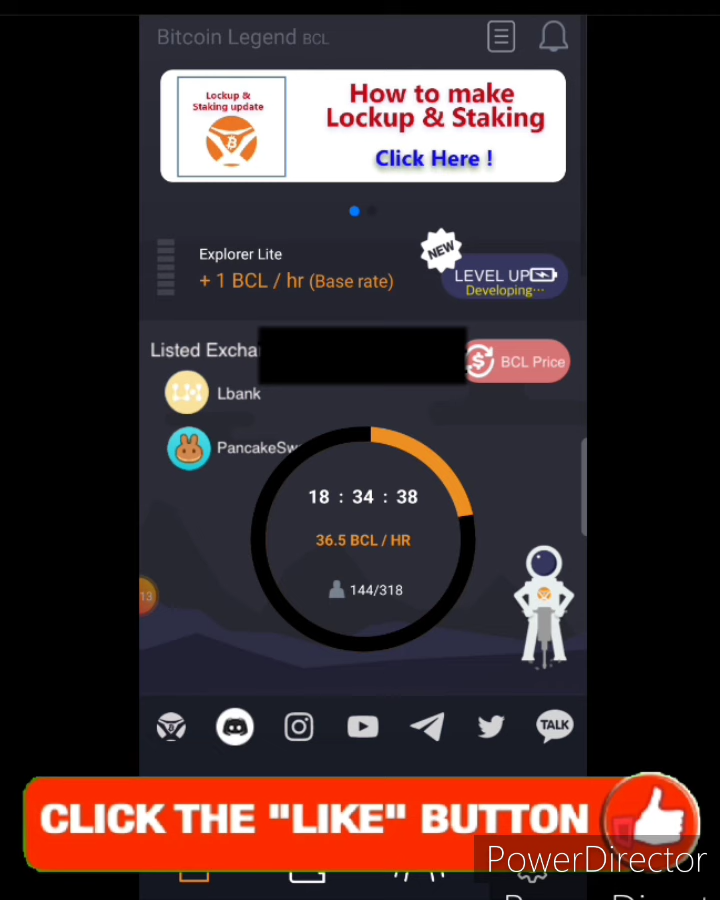 Bitcoin Legend BCL
Lockup &
Staking update
How to make
Lockup & Staking
Click Here !
Explorer Lite
+ 1 BCL / hr (Base rate)
NEW
LEVEL UP
Developing...
Listed Excha
BCL Price
Lbank
PancakeSw
18 : 34 : 38
36.5 BCL / HR
144/318
13
TALK
CLICK THE "LIKE" BUTTON
PowerDirector